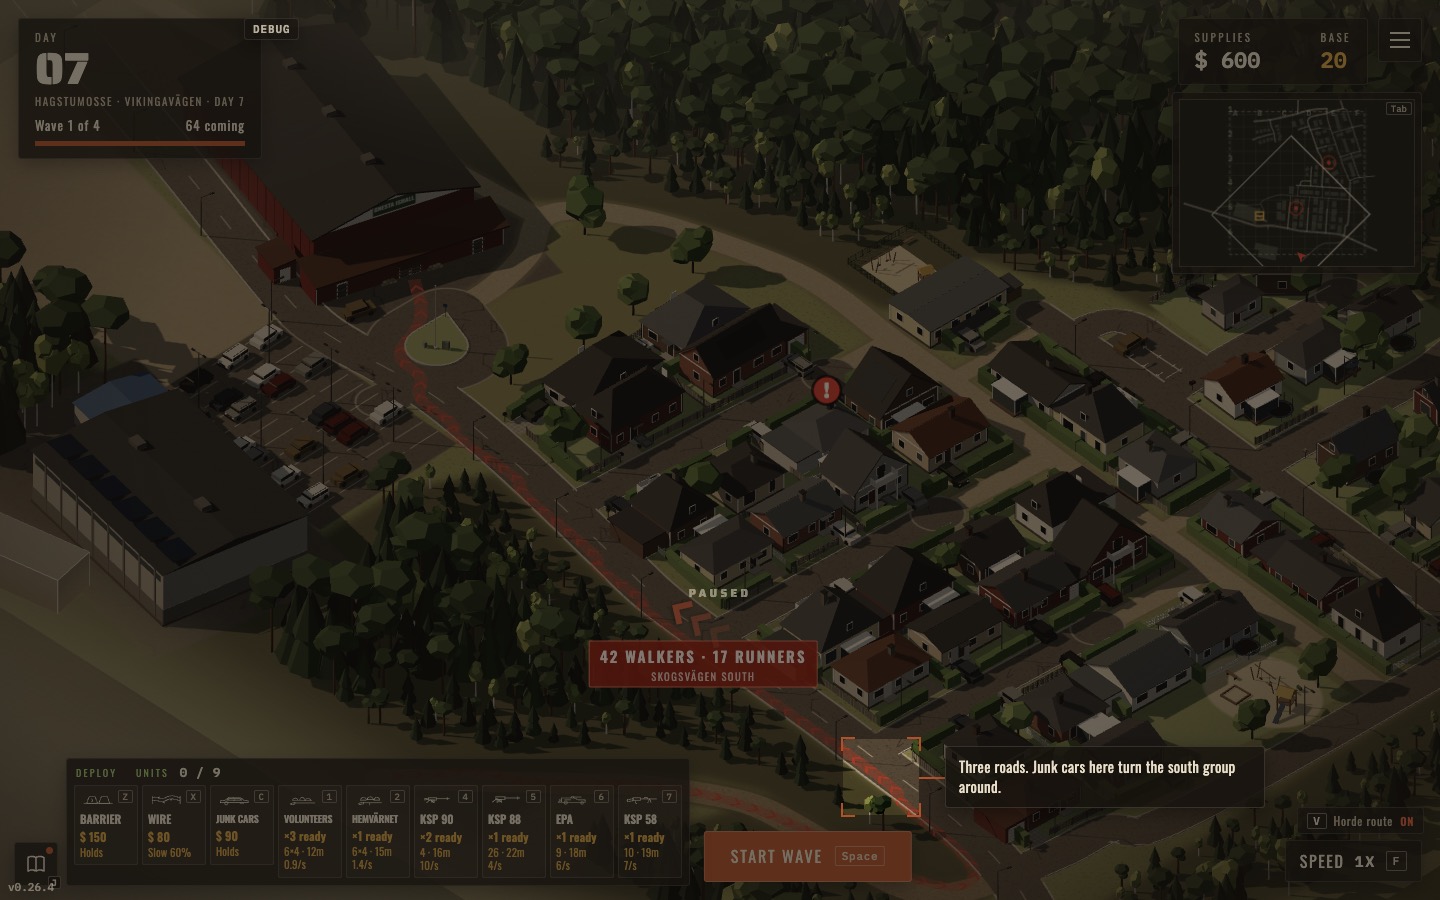 DAY
DEBUG
07
HAGSTUMOSSE · VIKINGAVÄGEN · DAY 7
Wave 1 of 4
64 coming
SUPPLIES
BASE
$ 600
20
Tab
!
PAUSED
42 WALKERS · 17 RUNNERS
SKOGSVÄGEN SOUTH
Three roads. Junk cars here turn the south group
around.
DEPLOY UNITS 0 / 9
Z
BARRIER
$ 150
Holds
X
WIRE
$ 80
Slow 60%
C
JUNK CARS
$ 90
Holds
1
VOLUNTEERS
×3 ready
6×4 · 12m
0.9/s
2
HEMVÄRNET
×1 ready
6×4 · 15m
1.4/s
4
KSP 90
×2 ready
4 · 16m
10/s
5
KSP 88
×1 ready
26 · 22m
4/s
6
EPA
×1 ready
9 · 18m
6/s
7
KSP 58
×1 ready
10 · 19m
7/s
START WAVE Space
V Horde route ON
SPEED 1X F
J
v0.26.4